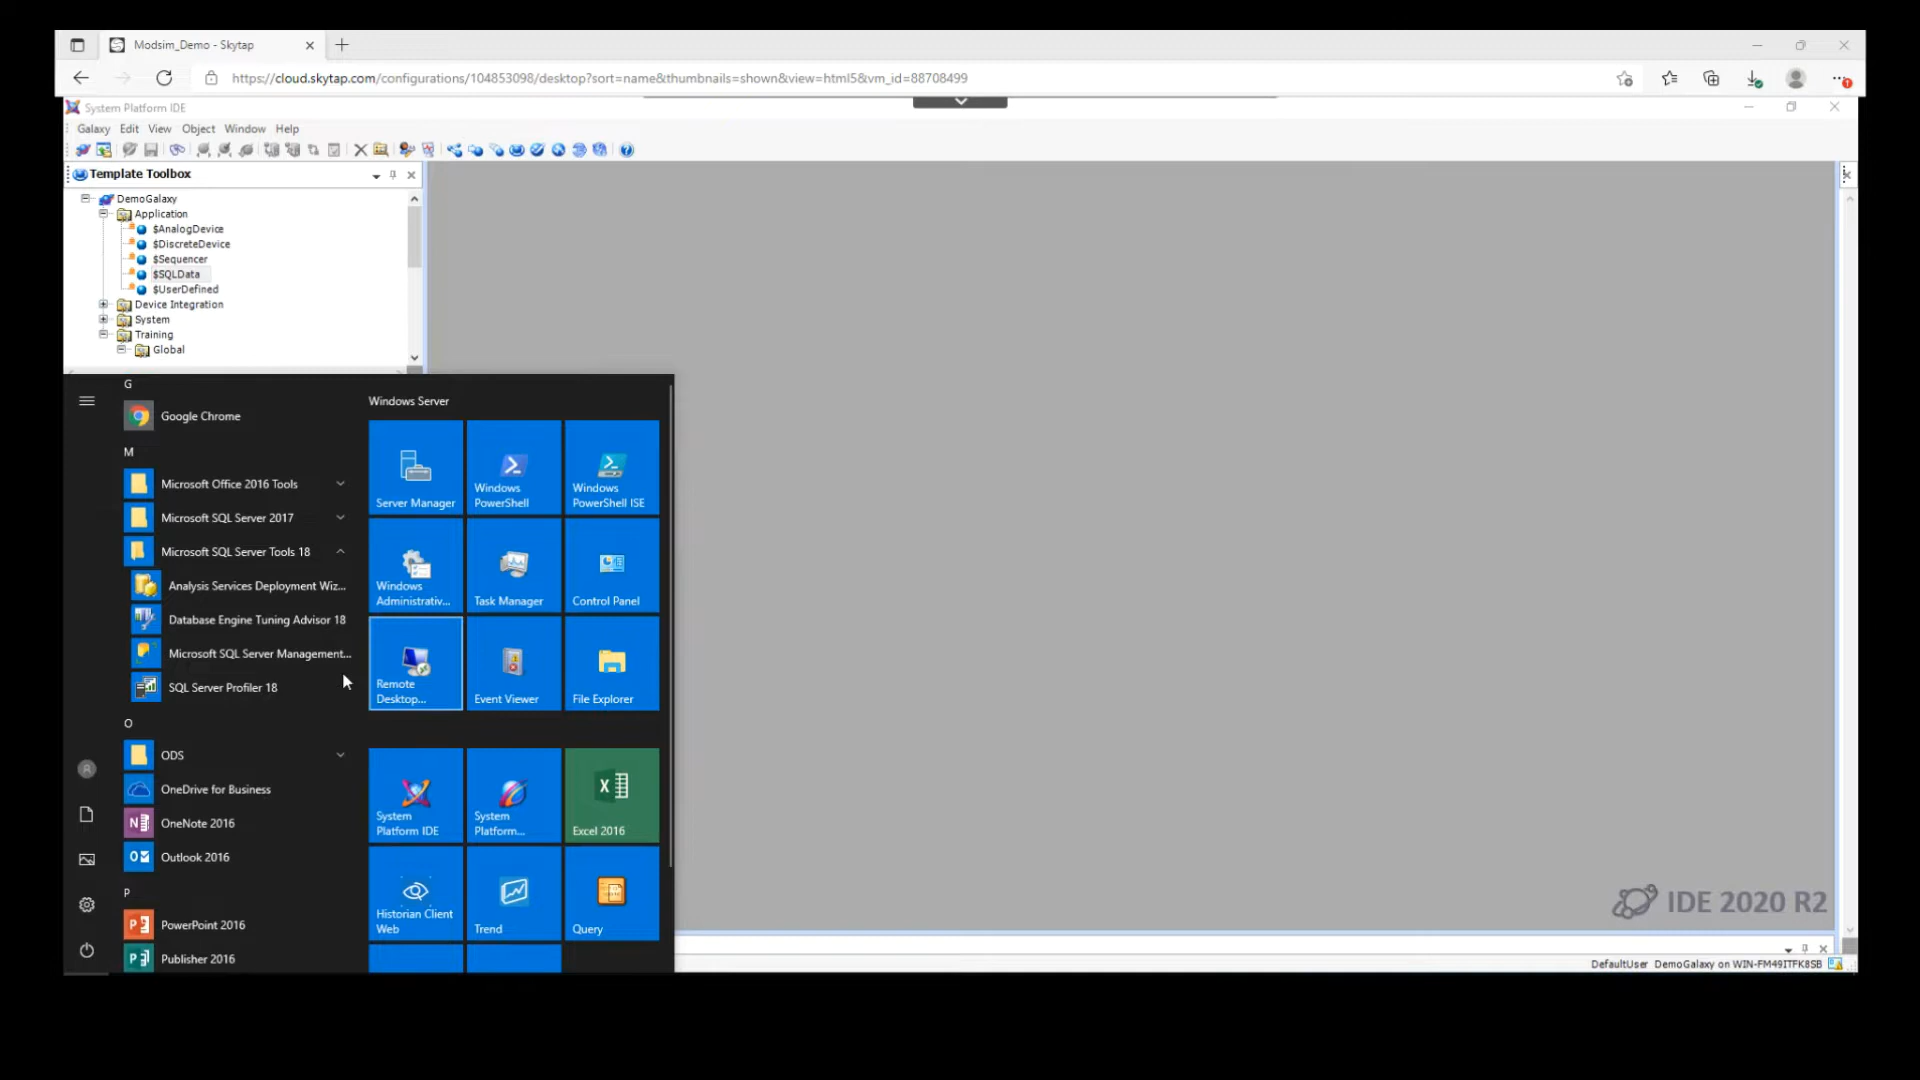 Modsim_Demo - Skytap
https://cloud.skytap.com/configurations/104853098/desktop?sort=name&thumbnails=shown&view=html5&vm_id=88708499
System Platform IDE
Galaxy Edit View Object Window Help
Template Toolbox
DemoGalaxy
Application
$AnalogDevice
$DiscreteDevice
$Sequencer
$SQLData
$UserDefined
Device Integration
System
Training
Global
G
Google Chrome
M
Microsoft Office 2016 Tools
Microsoft SQL Server 2017
Microsoft SQL Server Tools 18
Analysis Services Deployment Wiz...
Database Engine Tuning Advisor 18
Microsoft SQL Server Management...
SQL Server Profiler 18
O
ODS
OneDrive for Business
OneNote 2016
Outlook 2016
P
PowerPoint 2016
Publisher 2016
Windows Server
Server Manager
Windows
PowerShell
Windows
PowerShell ISE
Windows
Administrativ...
Task Manager
Control Panel
Remote
Desktop...
Event Viewer
File Explorer
System
Platform IDE
System
Platform...
Excel 2016
Historian Client
Web
Trend
Query
IDE 2020 R2
DefaultUser DemoGalaxy on WIN-FM49ITFK8SB